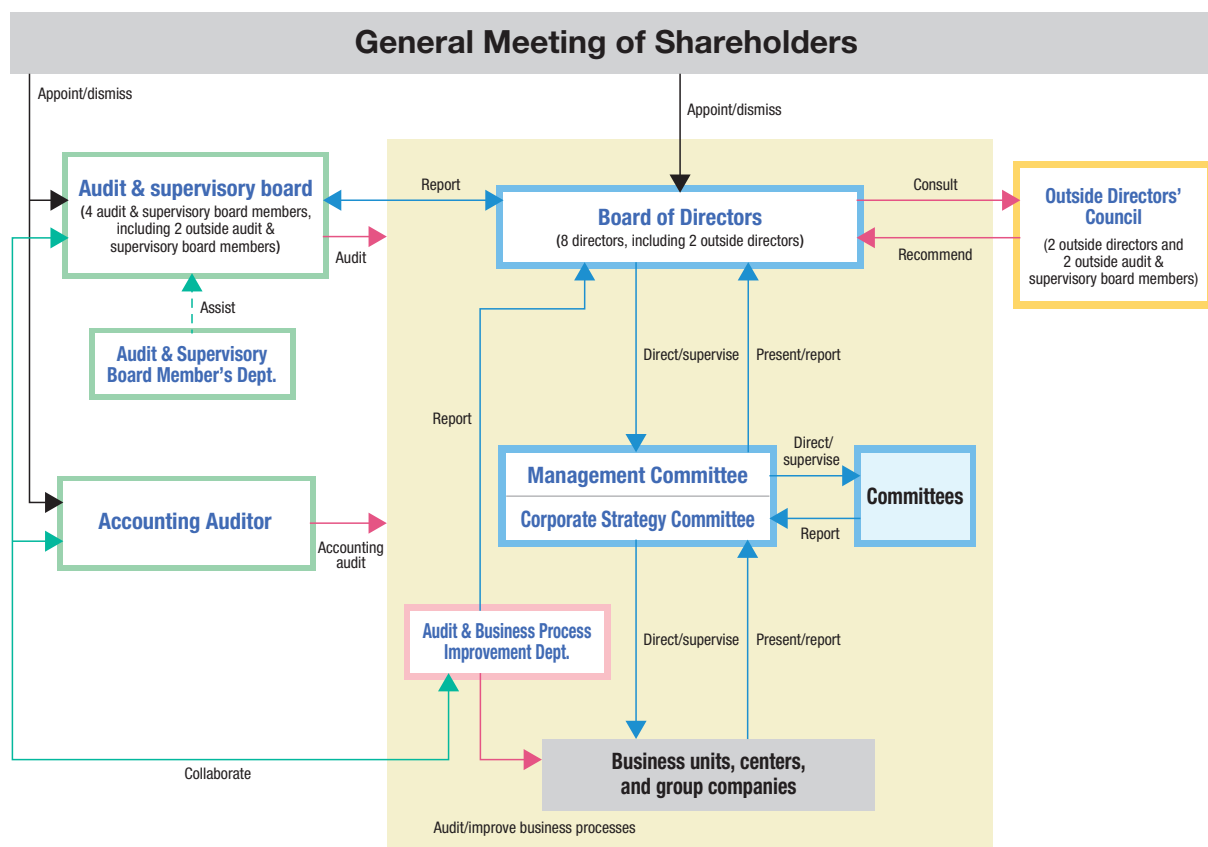 General Meeting of Shareholders
Appoint/dismiss
Appoint/dismiss
Audit & supervisory board
(4 audit & supervisory board members,
including 2 outside audit &
supervisory board members)
Report
Audit
Board of Directors
(8 directors, including 2 outside directors)
Consult
Recommend
Outside Directors'
Council
(2 outside directors and
2 outside audit &
supervisory board members)
Assist
Audit & Supervisory
Board Member's Dept.
Direct/supervise
Present/report
Report
Management Committee
Corporate Strategy Committee
Direct/
supervise
Report
Committees
Accounting Auditor
Accounting
audit
Audit & Business Process
Improvement Dept.
Direct/supervise
Present/report
Collaborate
Business units, centers,
and group companies
Audit/improve business processes